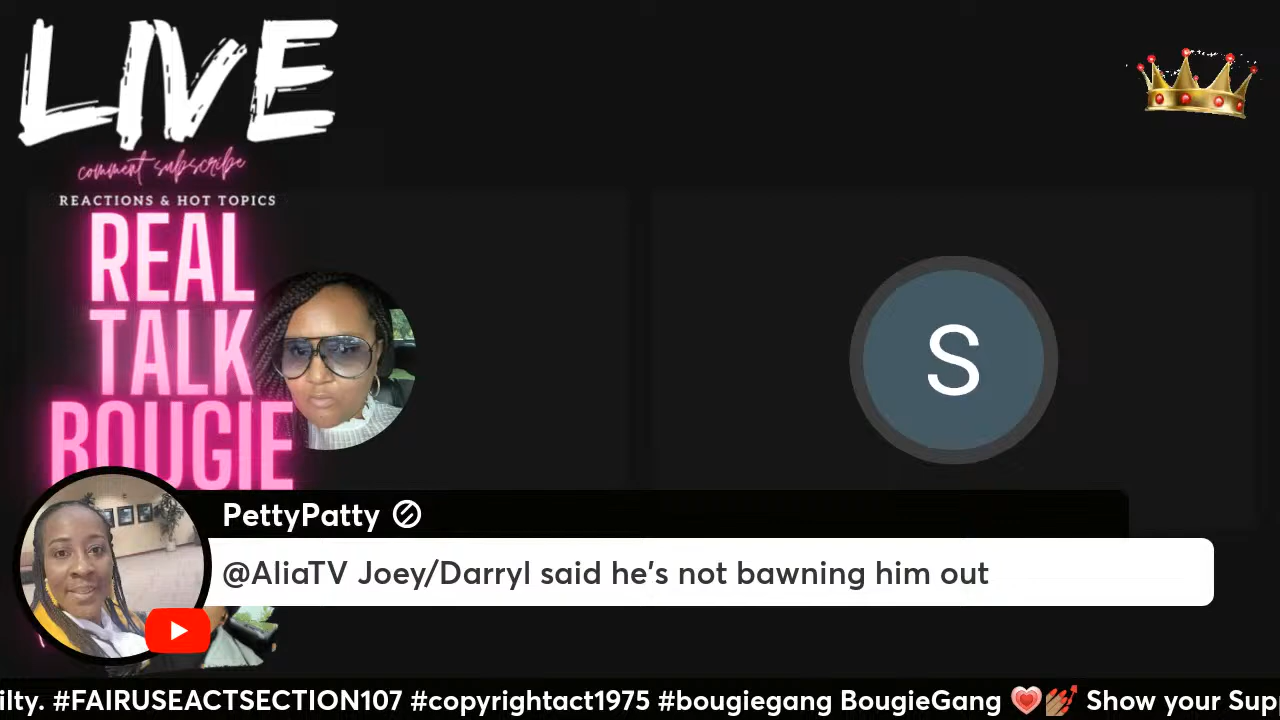 LIVE
comment subscribe
REACTIONS & HOT TOPICS
REAL
TALK
BOUGIE
S
PettyPatty
@AliaTV Joey/Darryl said he's not bawning him out
ilty. #FAIRUSEACTSECTION107 #copyrightact1975 #bougiegang BougieGang 💗💅🏽 Show your Sup